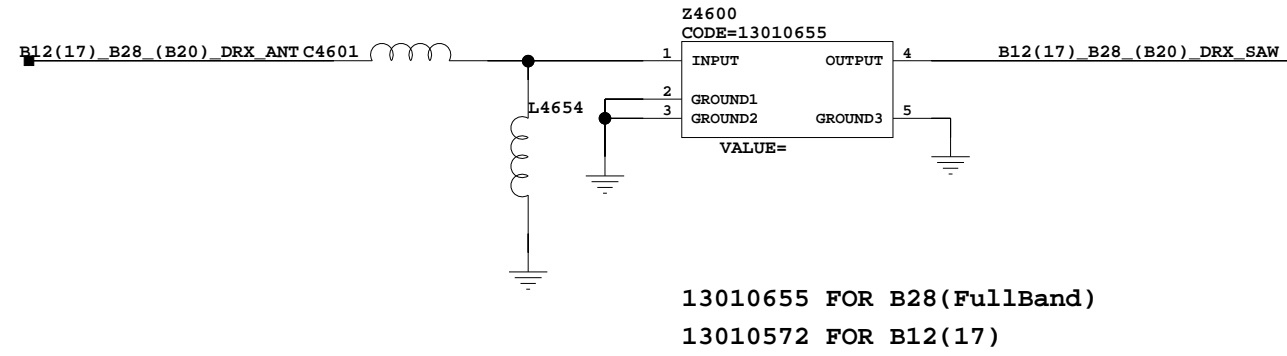 Z4600
CODE=13010655
B12(17)_B28_(B20)_DRX_ANT C4601
1 INPUT OUTPUT 4
B12(17)_B28_(B20)_DRX_SAW
2 GROUND1
3 GROUND2 GROUND3 5
L4654
VALUE=
13010655 FOR B28(FullBand)
13010572 FOR B12(17)